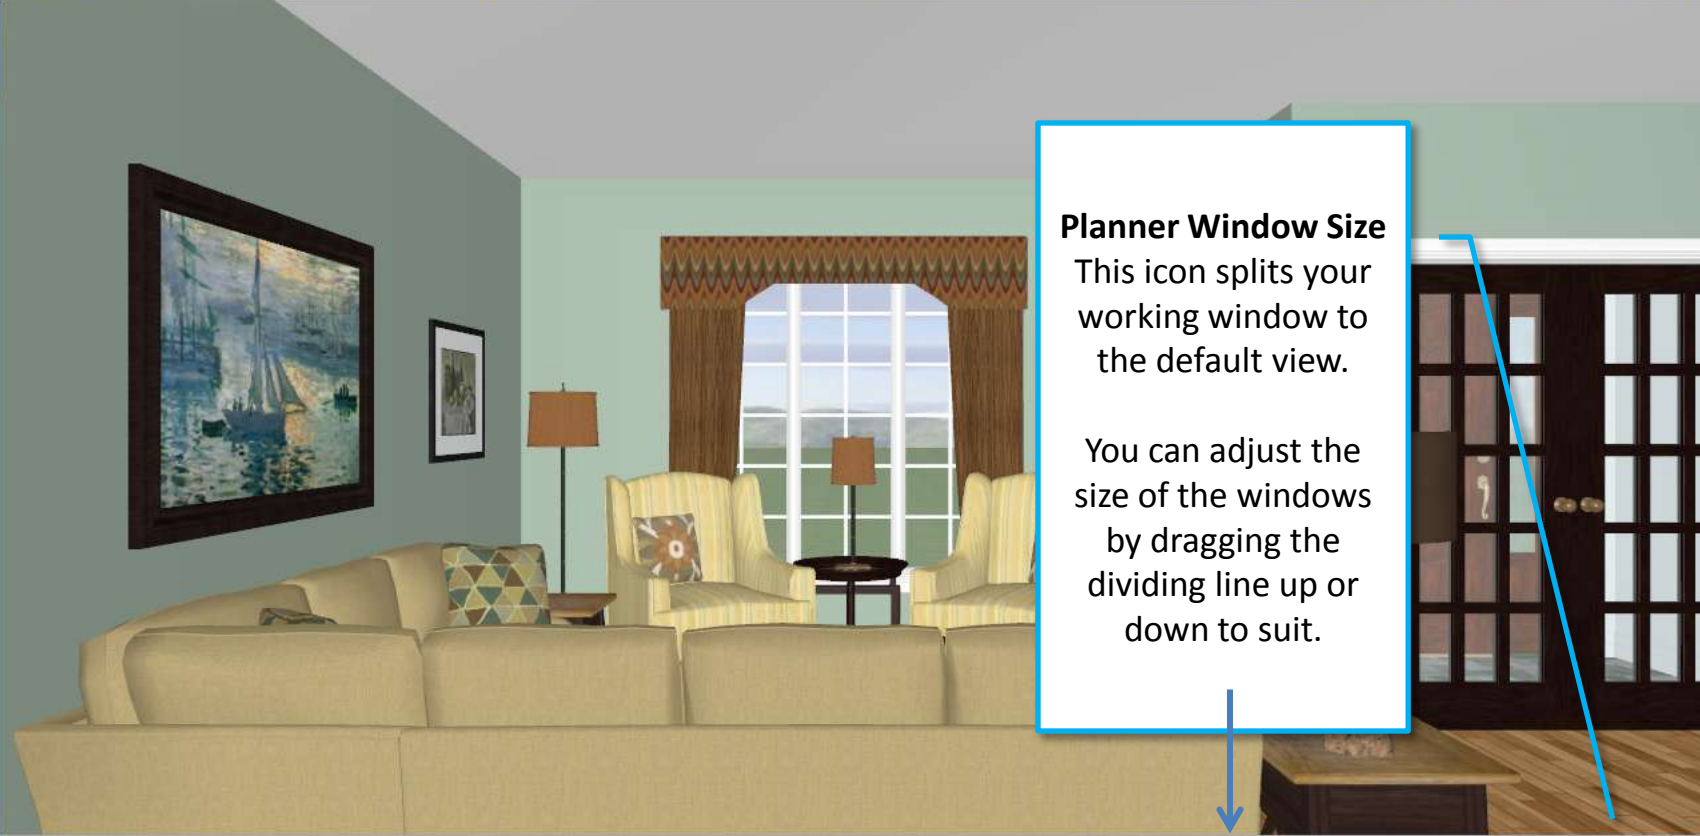 Planner Window Size
This icon splits your
working window to
the default view.
You can adjust the
size of the windows
by dragging the
dividing line up or
down to suit.